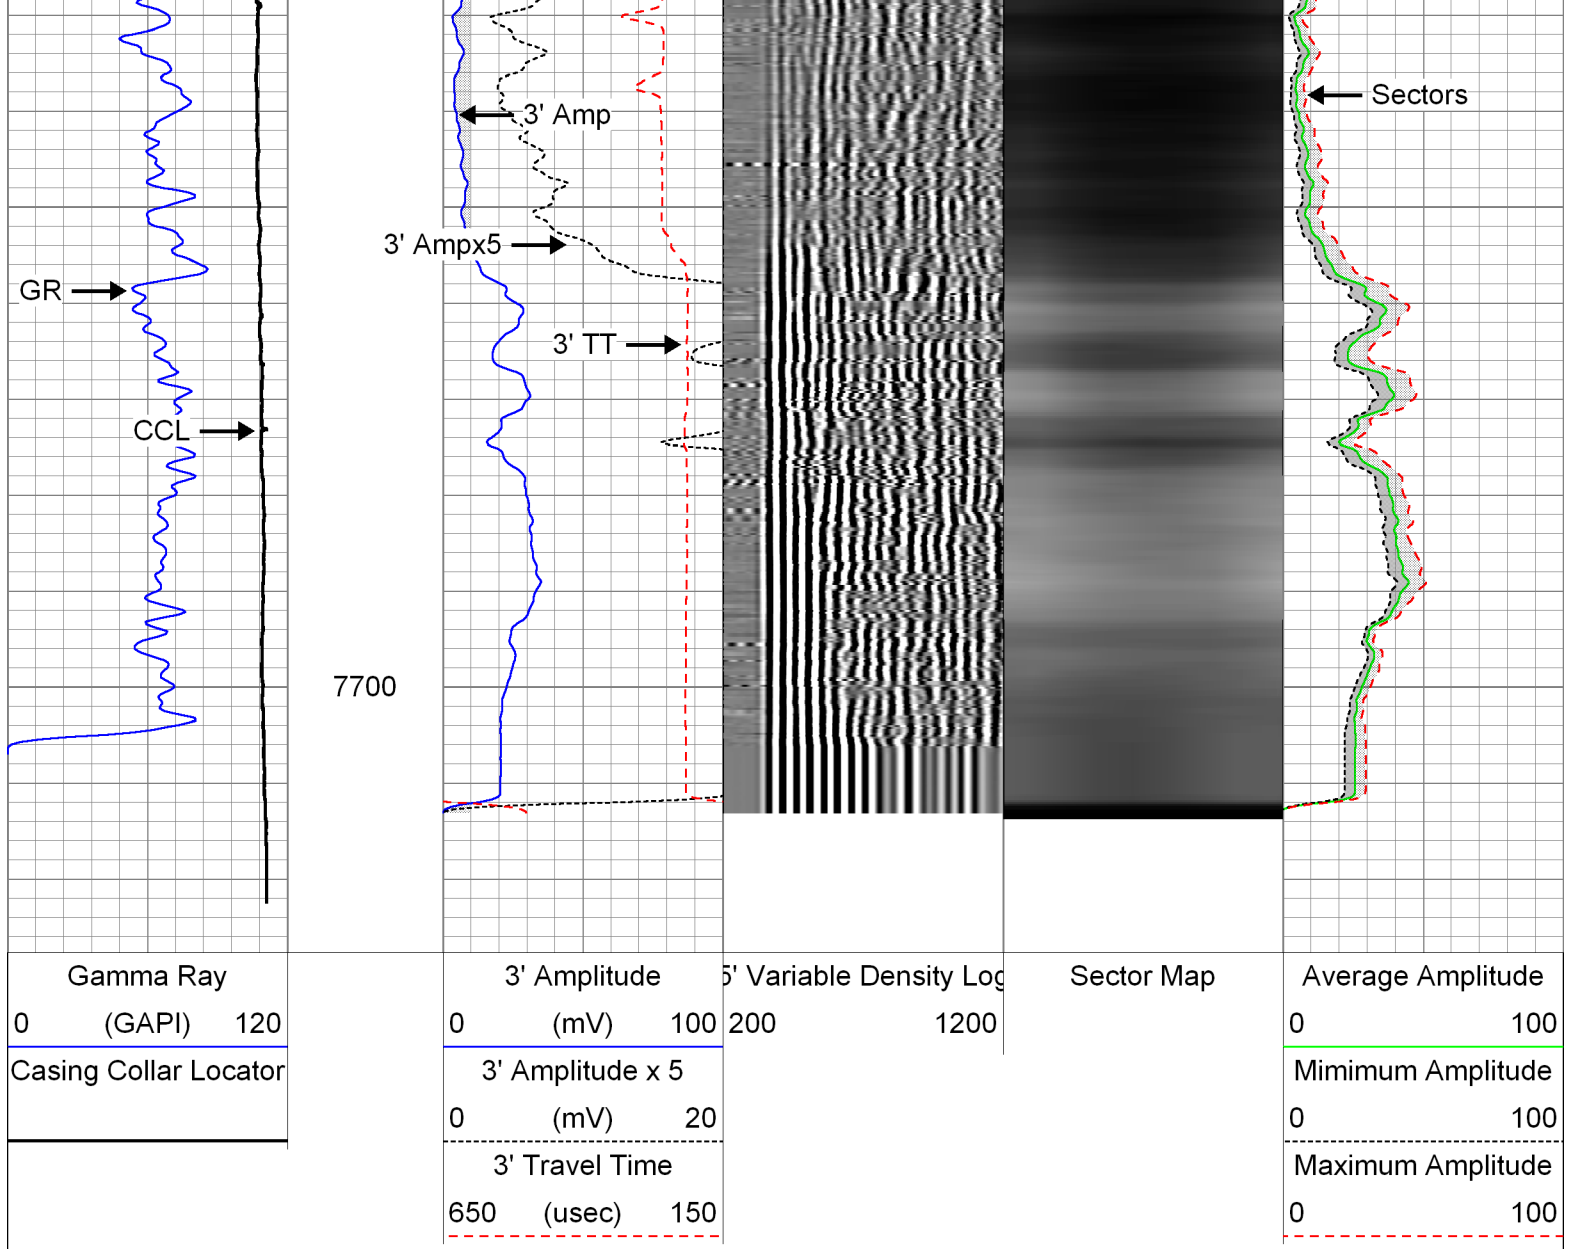 Sectors
3' Amp
3' Ampx5
GR
3' TT
CCL
7700
Gamma Ray
0 (GAPI) 120
Casing Collar Locator
3' Amplitude
0 (mV) 100
3' Amplitude x 5
0 (mV) 20
3' Travel Time
650 (usec) 150
5' Variable Density Log
200 1200
Sector Map
Average Amplitude
0 100
Mimimum Amplitude
0 100
Maximum Amplitude
0 100